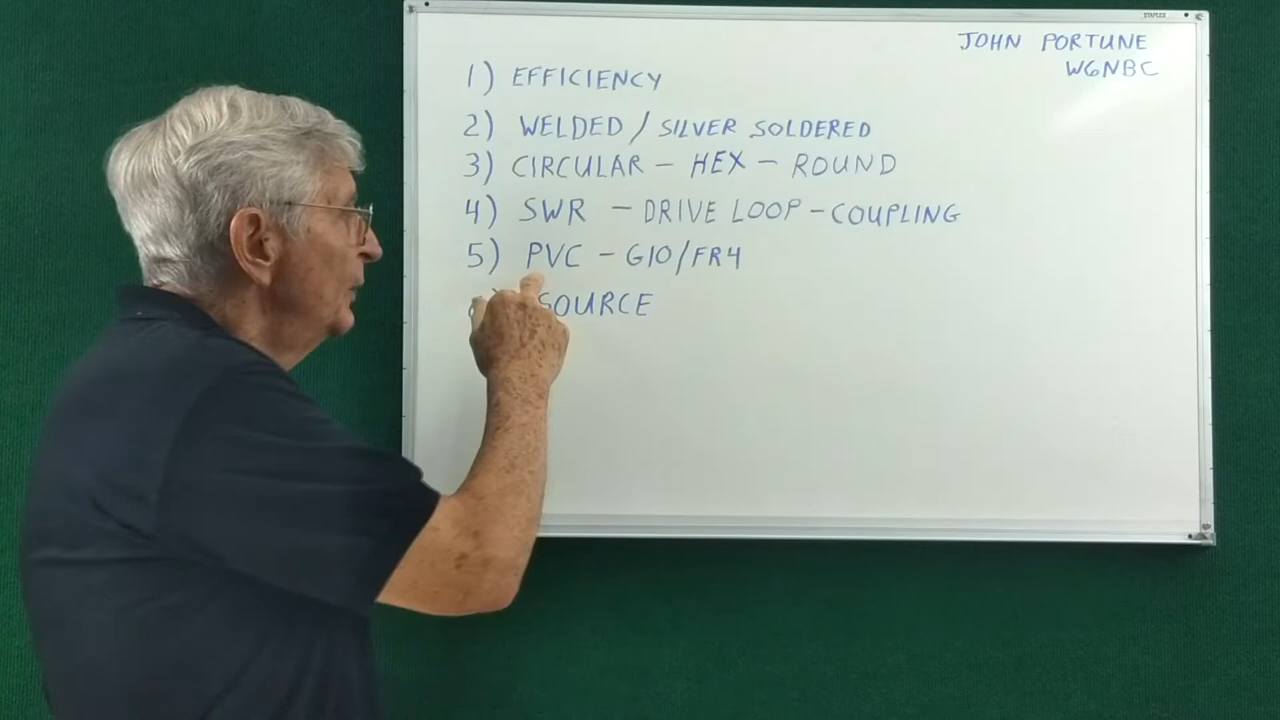 STAPLES
JOHN PORTUNE
W6NBC
1) EFFICIENCY
2) WELDED / SILVER SOLDERED
3) CIRCULAR - HEX - ROUND
4) SWR - DRIVE LOOP - COUPLING
5) PVC - G10/FR4
SOURCE